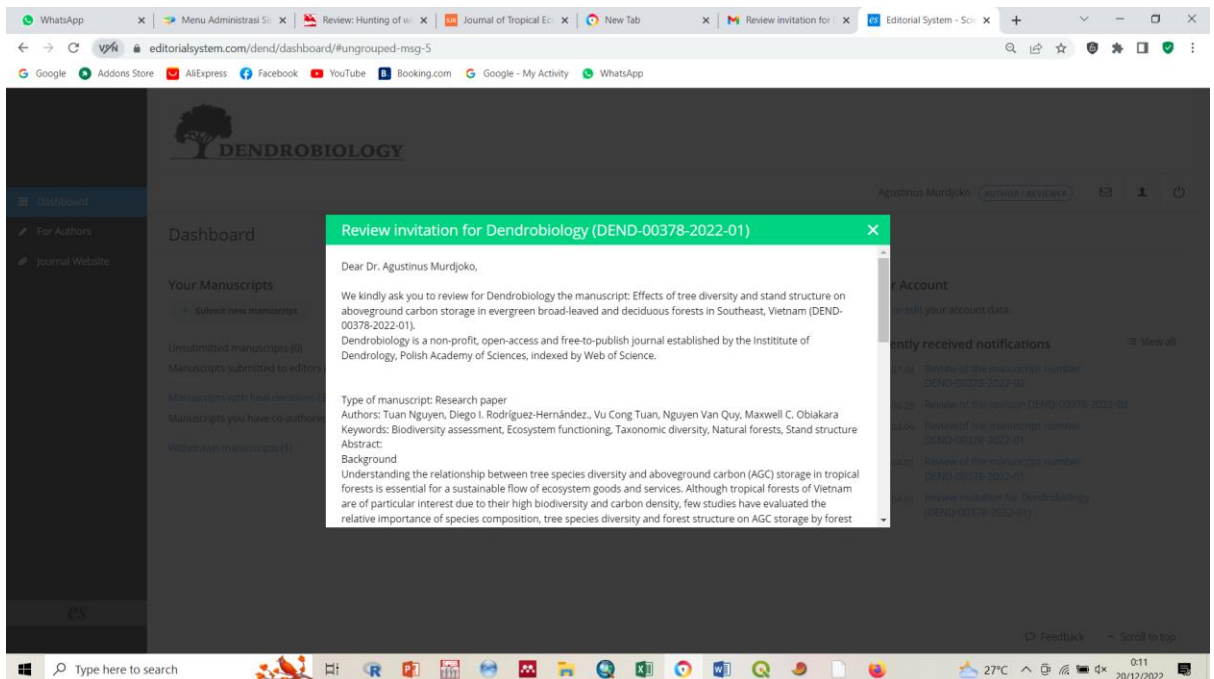 WhatsApp
Menu Administrasi Si
Review: Hunting of w
Journal of Tropical Ec
New Tab
Review invitation for
Editorial System - Sci
VPN
editorialsystem.com/dend/dashboard/#ungrouped-msg-5
Google
Addons Store
AliExpress
Facebook
YouTube
Booking.com
Google - My Activity
WhatsApp
DENDROBIOLOGY
Agustinus Murdjoko
AUTHOR / REVIEWER
Dashboard
For Authors
Journal Website
Dashboard
Your Manuscripts
+ Submit new manuscript
Unsubmitted manuscripts (0)
Manuscripts submitted to editors
Manuscripts with final decisions
Manuscripts you have co-authored
Withdrawn manuscripts (1)
Review invitation for Dendrobiology (DEND-00378-2022-01)
Dear Dr. Agustinus Murdjoko,
We kindly ask you to review for Dendrobiology the manuscript: Effects of tree diversity and stand structure on
aboveground carbon storage in evergreen broad-leaved and deciduous forests in Southeast, Vietnam (DEND-
00378-2022-01).
Dendrobiology is a non-profit, open-access and free-to-publish journal established by the Instititute of
Dendrology, Polish Academy of Sciences, indexed by Web of Science.
Type of manuscript: Research paper
Authors: Tuan Nguyen, Diego I. Rodríguez-Hernández., Vu Cong Tuan, Nguyen Van Quy, Maxwell C. Obiakara
Keywords: Biodiversity assessment, Ecosystem functioning, Taxonomic diversity, Natural forests, Stand structure
Abstract:
Background
Understanding the relationship between tree species diversity and aboveground carbon (AGC) storage in tropical
forests is essential for a sustainable flow of ecosystem goods and services. Although tropical forests of Vietnam
are of particular interest due to their high biodiversity and carbon density, few studies have evaluated the
relative importance of species composition, tree species diversity and forest structure on AGC storage by forest
r Account
or edit your account data.
ently received notifications
View all
Review of the manuscript number
DEND-00378-2022-02
Review of the revision DEND-00378-2022-02
Review of the manuscript number
DEND-00378-2022-01
Review of the manuscript number
DEND-00378-2022-01
Review invitation for Dendrobiology
(DEND-00378-2022-01)
es
Feedback
Scroll to top
Type here to search
27°C
0:11
20/12/2022